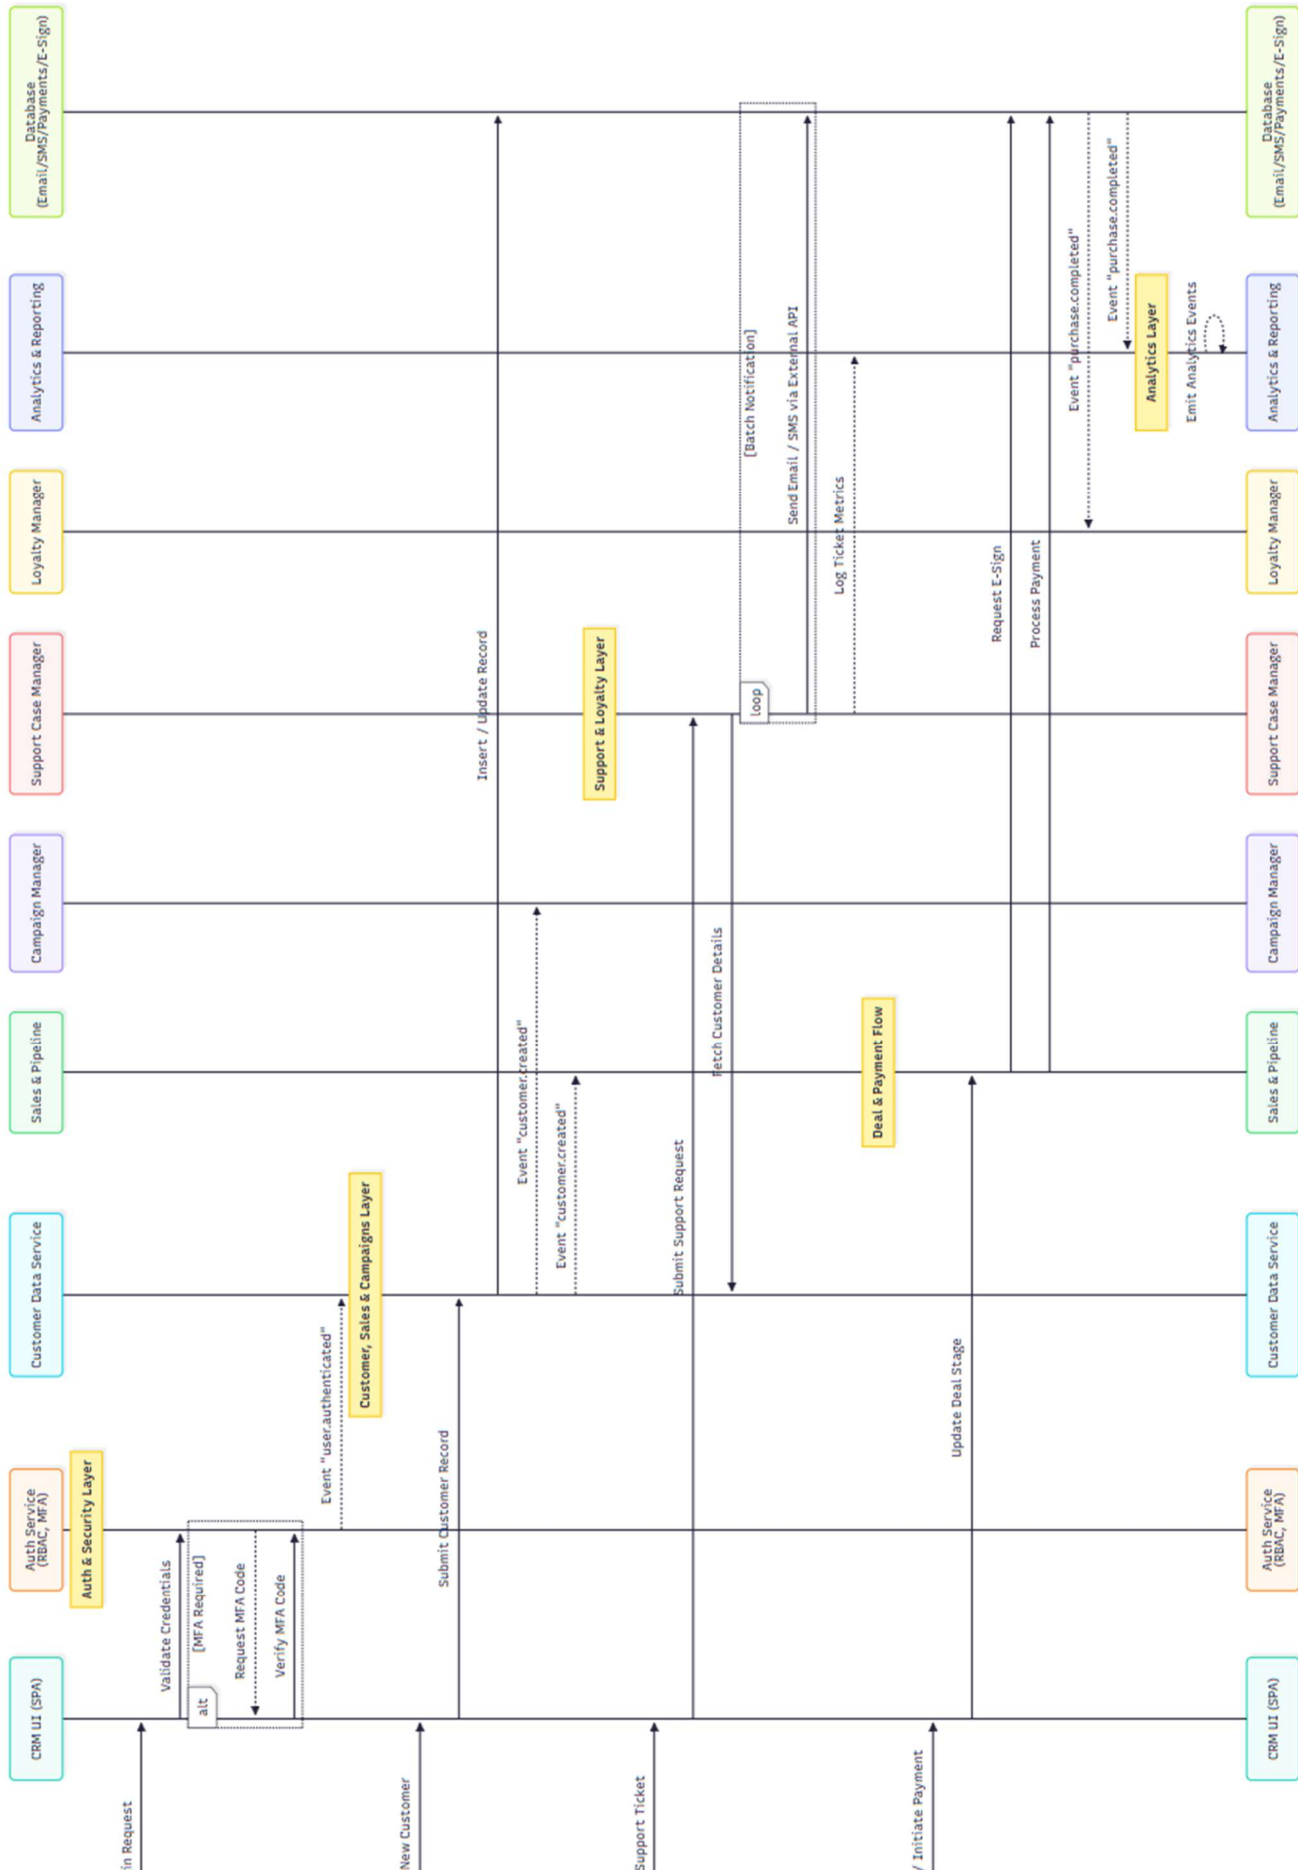 CRM UI (SPA)
Auth Service
(RBAC, MFA)
Customer Data Service
Sales & Pipeline
Campaign Manager
Support Case Manager
Loyalty Manager
Analytics & Reporting
Database
(Email/SMS/Payments/E-Sign)
Auth & Security Layer
in Request
Validate Credentials
alt
[MFA Required]
Request MFA Code
Verify MFA Code
Event "user.authenticated"
Customer, Sales & Campaigns Layer
New Customer
Submit Customer Record
Insert / Update Record
Event "customer.created"
Event "customer.created"
Support & Loyalty Layer
Support Ticket
Submit Support Request
Fetch Customer Details
loop
[Batch Notification]
Send Email / SMS via External API
Log Ticket Metrics
Deal & Payment Flow
/ Initiate Payment
Update Deal Stage
Request E-Sign
Process Payment
Event "purchase.completed"
Event "purchase.completed"
Analytics Layer
Emit Analytics Events
CRM UI (SPA)
Auth Service
(RBAC, MFA)
Customer Data Service
Sales & Pipeline
Campaign Manager
Support Case Manager
Loyalty Manager
Analytics & Reporting
Database
(Email/SMS/Payments/E-Sign)